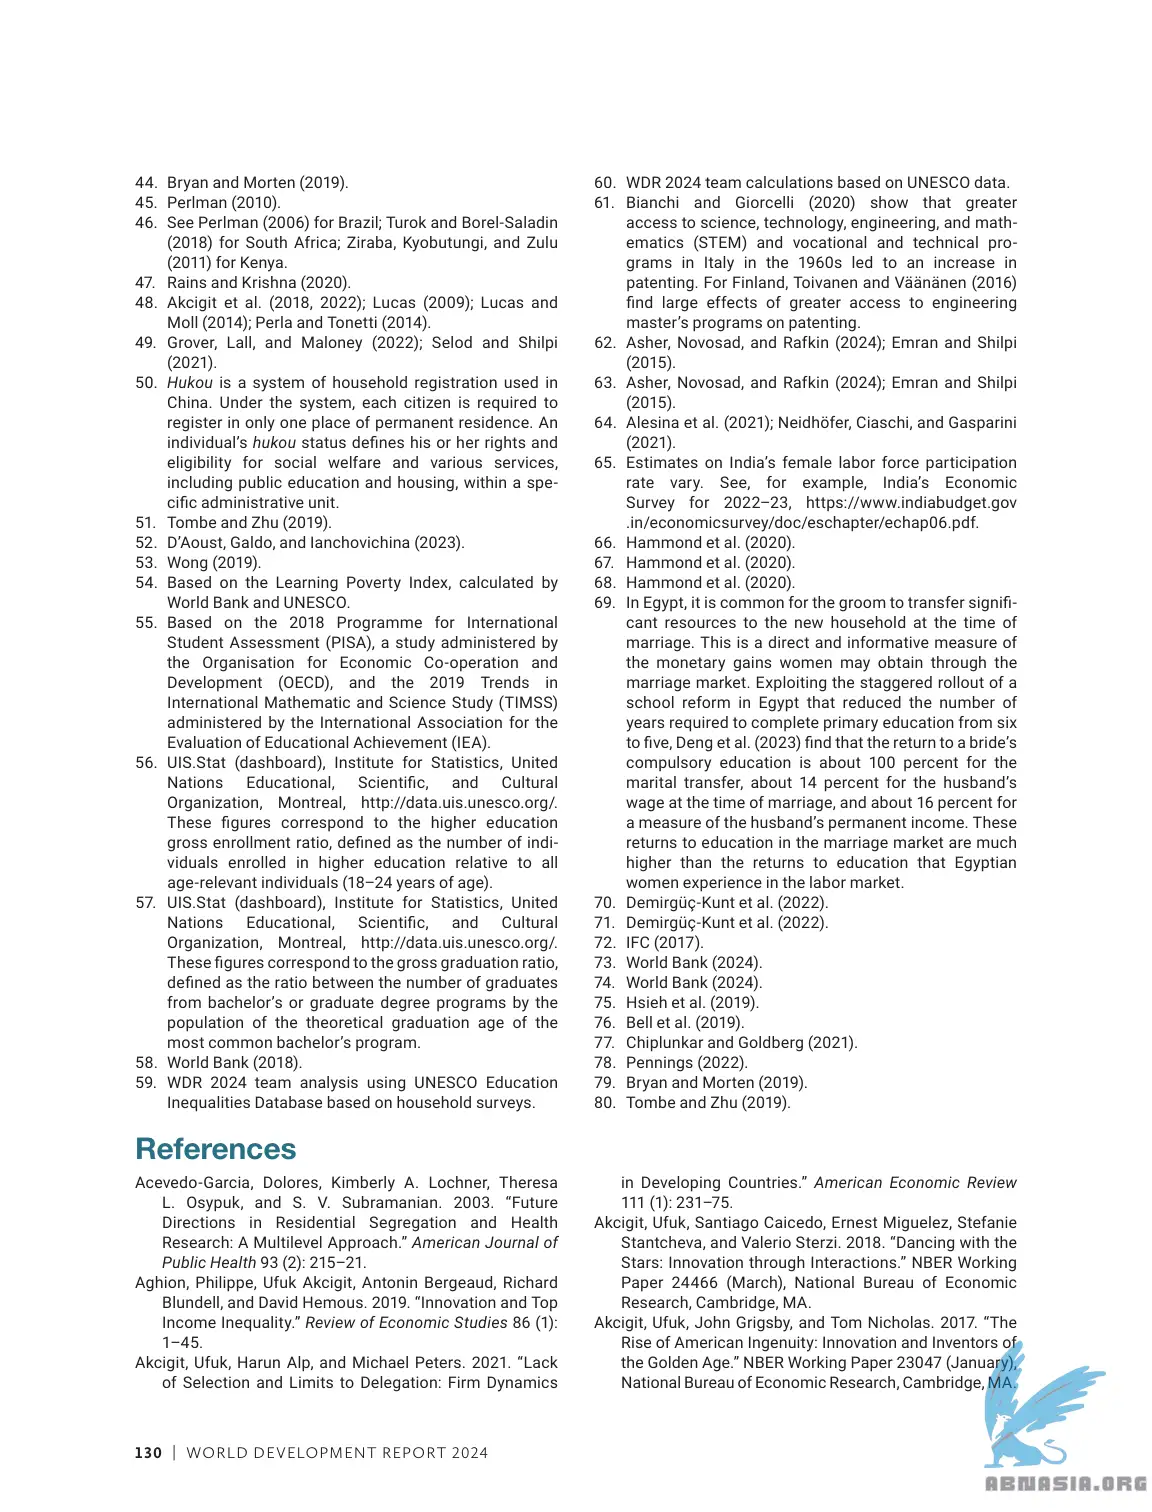 44. Bryan and Morten (2019).
45. Perlman (2010).
46. See Perlman (2006) for Brazil; Turok and Borel-Saladin
(2018) for South Africa; Ziraba, Kyobutungi, and Zulu
(2011) for Kenya.
47. Rains and Krishna (2020).
48. Akcigit et al. (2018, 2022); Lucas (2009); Lucas and
Moll (2014); Perla and Tonetti (2014).
49. Grover, Lall, and Maloney (2022); Selod and Shilpi
(2021).
50. Hukou is a system of household registration used in
China. Under the system, each citizen is required to
register in only one place of permanent residence. An
individual’s hukou status defines his or her rights and
eligibility for social welfare and various services,
including public education and housing, within a spe-
cific administrative unit.
51. Tombe and Zhu (2019).
52. D’Aoust, Galdo, and Ianchovichina (2023).
53. Wong (2019).
54. Based on the Learning Poverty Index, calculated by
World Bank and UNESCO.
55. Based on the 2018 Programme for International
Student Assessment (PISA), a study administered by
the Organisation for Economic Co-operation and
Development (OECD), and the 2019 Trends in
International Mathematic and Science Study (TIMSS)
administered by the International Association for the
Evaluation of Educational Achievement (IEA).
56. UIS.Stat (dashboard), Institute for Statistics, United
Nations Educational, Scientific, and Cultural
Organization, Montreal, http://data.uis.unesco.org/.
These figures correspond to the higher education
gross enrollment ratio, defined as the number of indi-
viduals enrolled in higher education relative to all
age-relevant individuals (18–24 years of age).
57. UIS.Stat (dashboard), Institute for Statistics, United
Nations Educational, Scientific, and Cultural
Organization, Montreal, http://data.uis.unesco.org/.
These figures correspond to the gross graduation ratio,
defined as the ratio between the number of graduates
from bachelor’s or graduate degree programs by the
population of the theoretical graduation age of the
most common bachelor’s program.
58. World Bank (2018).
59. WDR 2024 team analysis using UNESCO Education
Inequalities Database based on household surveys.
60. WDR 2024 team calculations based on UNESCO data.
61. Bianchi and Giorcelli (2020) show that greater
access to science, technology, engineering, and math-
ematics (STEM) and vocational and technical pro-
grams in Italy in the 1960s led to an increase in
patenting. For Finland, Toivanen and Väänänen (2016)
find large effects of greater access to engineering
master’s programs on patenting.
62. Asher, Novosad, and Rafkin (2024); Emran and Shilpi
(2015).
63. Asher, Novosad, and Rafkin (2024); Emran and Shilpi
(2015).
64. Alesina et al. (2021); Neidhöfer, Ciaschi, and Gasparini
(2021).
65. Estimates on India’s female labor force participation
rate vary. See, for example, India’s Economic
Survey for 2022–23, https://www.indiabudget.gov
.in/economicsurvey/doc/eschapter/echap06.pdf.
66. Hammond et al. (2020).
67. Hammond et al. (2020).
68. Hammond et al. (2020).
69. In Egypt, it is common for the groom to transfer signifi-
cant resources to the new household at the time of
marriage. This is a direct and informative measure of
the monetary gains women may obtain through the
marriage market. Exploiting the staggered rollout of a
school reform in Egypt that reduced the number of
years required to complete primary education from six
to five, Deng et al. (2023) find that the return to a bride’s
compulsory education is about 100 percent for the
marital transfer, about 14 percent for the husband’s
wage at the time of marriage, and about 16 percent for
a measure of the husband’s permanent income. These
returns to education in the marriage market are much
higher than the returns to education that Egyptian
women experience in the labor market.
70. Demirgüç-Kunt et al. (2022).
71. Demirgüç-Kunt et al. (2022).
72. IFC (2017).
73. World Bank (2024).
74. World Bank (2024).
75. Hsieh et al. (2019).
76. Bell et al. (2019).
77. Chiplunkar and Goldberg (2021).
78. Pennings (2022).
79. Bryan and Morten (2019).
80. Tombe and Zhu (2019).
References
Acevedo-Garcia, Dolores, Kimberly A. Lochner, Theresa
L. Osypuk, and S. V. Subramanian. 2003. “Future
Directions in Residential Segregation and Health
Research: A Multilevel Approach.” American Journal of
Public Health 93 (2): 215–21.
Aghion, Philippe, Ufuk Akcigit, Antonin Bergeaud, Richard
Blundell, and David Hemous. 2019. “Innovation and Top
Income Inequality.” Review of Economic Studies 86 (1):
1–45.
Akcigit, Ufuk, Harun Alp, and Michael Peters. 2021. “Lack
of Selection and Limits to Delegation: Firm Dynamics
in Developing Countries.” American Economic Review
111 (1): 231–75.
Akcigit, Ufuk, Santiago Caicedo, Ernest Miguelez, Stefanie
Stantcheva, and Valerio Sterzi. 2018. “Dancing with the
Stars: Innovation through Interactions.” NBER Working
Paper 24466 (March), National Bureau of Economic
Research, Cambridge, MA.
Akcigit, Ufuk, John Grigsby, and Tom Nicholas. 2017. “The
Rise of American Ingenuity: Innovation and Inventors of
the Golden Age.” NBER Working Paper 23047 (January),
National Bureau of Economic Research, Cambridge, MA.
130 | WORLD DEVELOPMENT REPORT 2024
ABNASIA.ORG